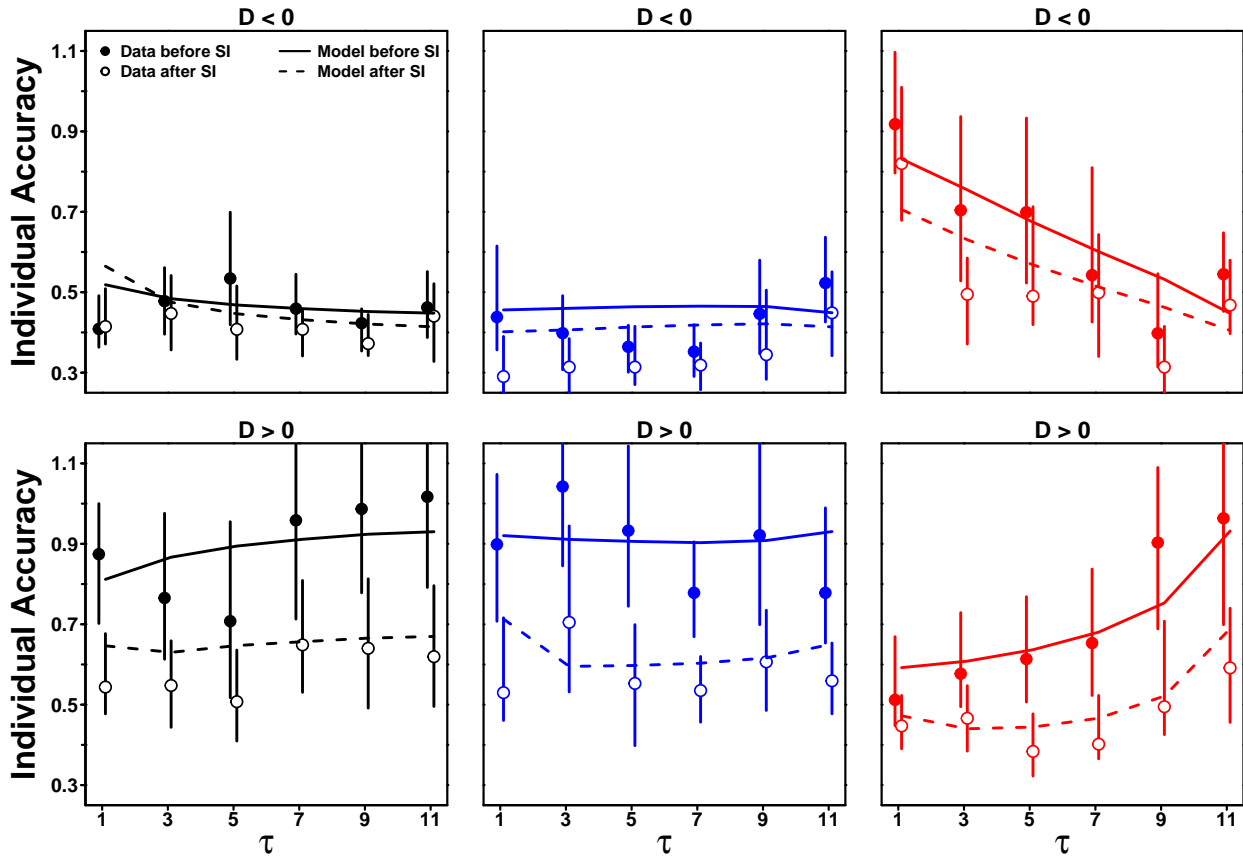 D < 0 D < 0 D < 0
Data before SI Model before SI
Data after SI Model after SI
Individual Accuracy
1.1
0.9
0.7
0.5
0.3
D > 0 D > 0 D > 0
Individual Accuracy
1.1
0.9
0.7
0.5
0.3
1 3 5 7 9 11 1 3 5 7 9 11 1 3 5 7 9 11
τ τ τ